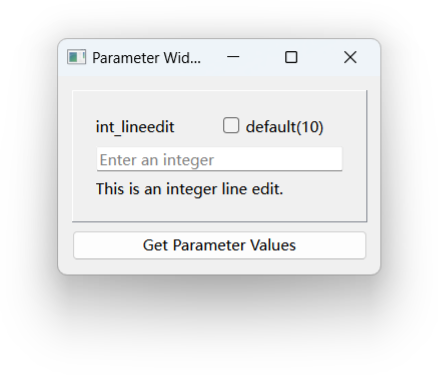 Parameter Wid...
int_lineedit default(10)
Enter an integer
This is an integer line edit.
Get Parameter Values